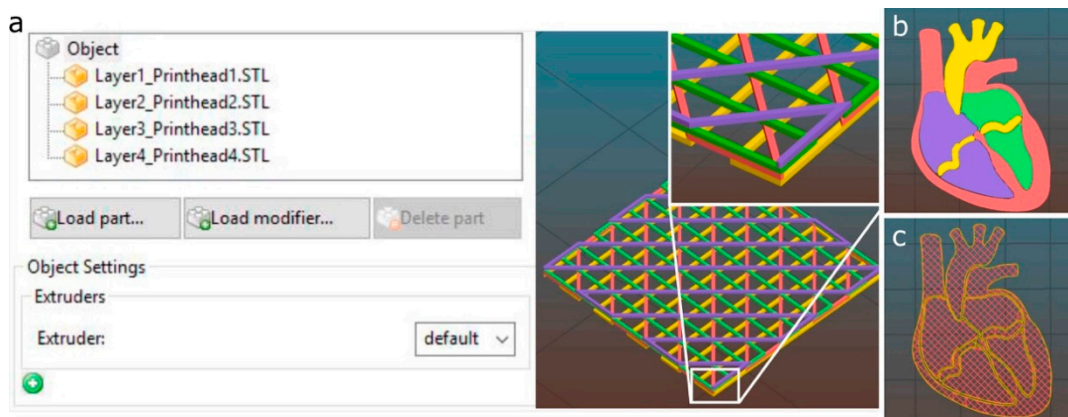 a
Object
Layer1_Printhead1.STL
Layer2_Printhead2.STL
Layer3_Printhead3.STL
Layer4_Printhead4.STL
Load part...
Load modifier...
Delete part
Object Settings
Extruders
Extruder:
default
b
c